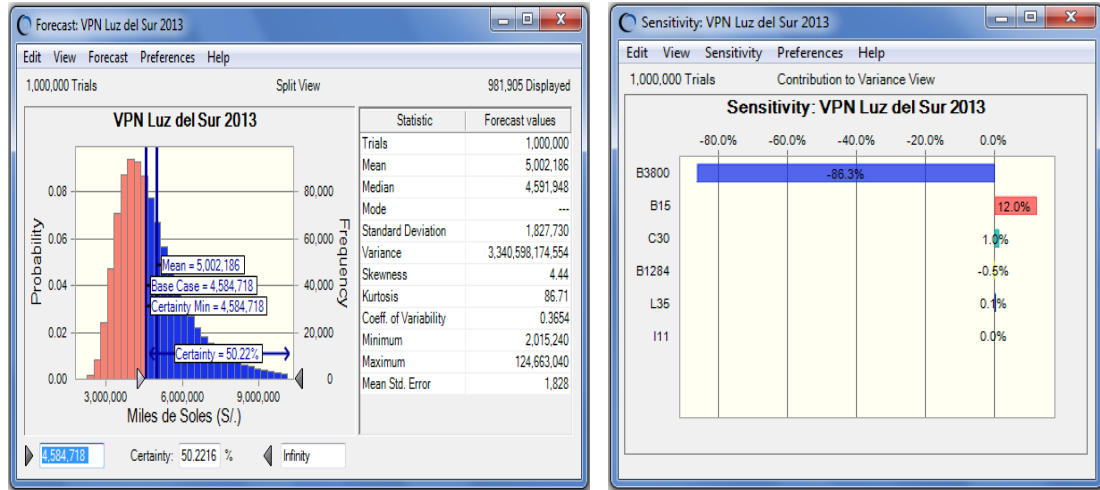 Forecast: VPN Luz del Sur 2013
Edit View Forecast Preferences Help
1,000,000 Trials Split View 981,905 Displayed
VPN Luz del Sur 2013
Probability
0.08
0.06
0.04
0.02
0.00
Mean = 5,002,186
Base Case = 4,584,718
Certainty Min = 4,584,718
Certainty = 50.22%
80,000
60,000
40,000
20,000
0
Frequency
3,000,000 6,000,000 9,000,000
Miles de Soles (S/.)
Statistic Forecast values
Trials 1,000,000
Mean 5,002,186
Median 4,591,948
Mode ---
Standard Deviation 1,827,730
Variance 3,340,598,174,554
Skewness 4.44
Kurtosis 86.71
Coeff. of Variability 0.3654
Minimum 2,015,240
Maximum 124,663,040
Mean Std. Error 1,828
4,584,718 Certainty: 50.2216 % Infinity
Sensitivity: VPN Luz del Sur 2013
Edit View Sensitivity Preferences Help
1,000,000 Trials Contribution to Variance View
Sensitivity: VPN Luz del Sur 2013
-80.0% -60.0% -40.0% -20.0% 0.0%
B3800 -86.3%
B15 12.0%
C30 1.0%
B1284 -0.5%
L35 0.1%
I11 0.0%